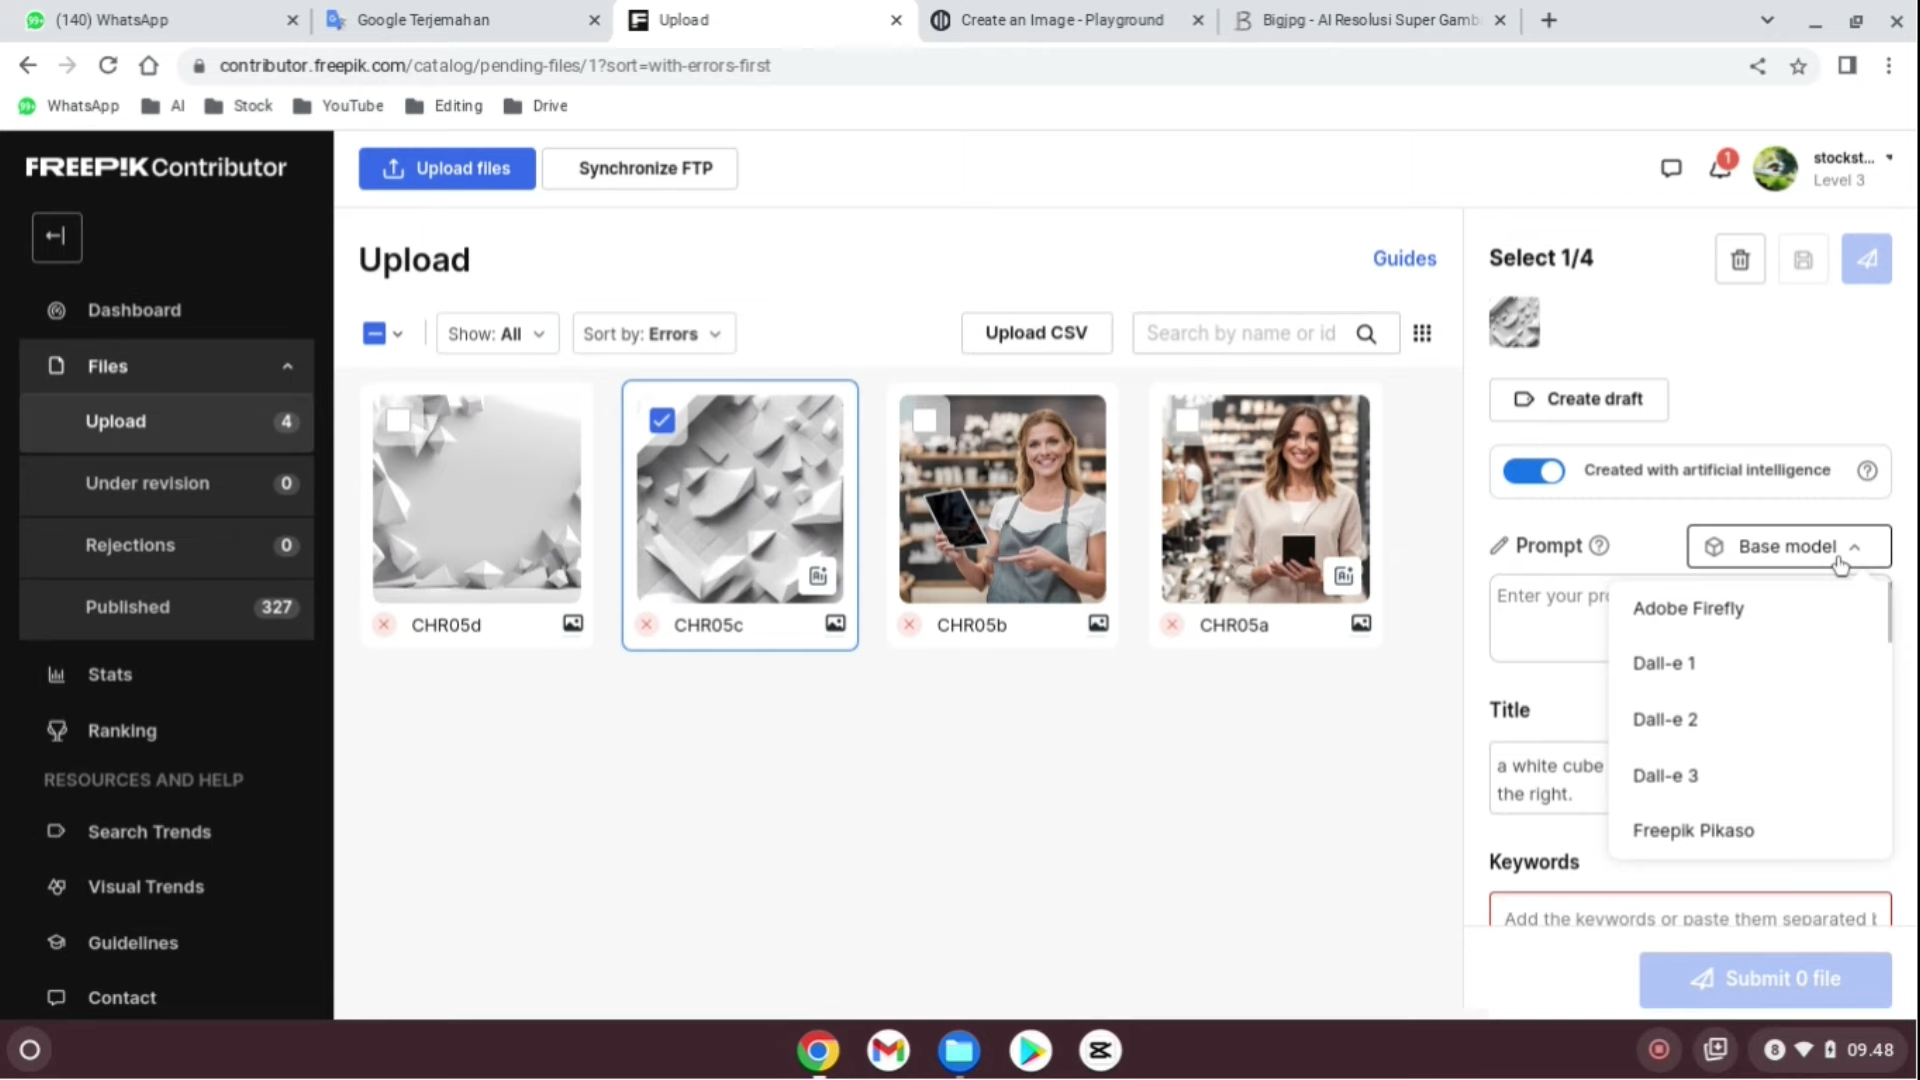 (140) WhatsApp
Google Terjemahan
Upload
Create an Image - Playground
Bigjpg - AI Resolusi Super Gamb
contributor.freepik.com/catalog/pending-files/1?sort=with-errors-first
WhatsApp
AI
Stock
YouTube
Editing
Drive
FREEP!K Contributor
Upload files
Synchronize FTP
1
stockst...
Level 3
Dashboard
Files
Upload 4
Under revision 0
Rejections 0
Published 327
Stats
Ranking
RESOURCES AND HELP
Search Trends
Visual Trends
Guidelines
Contact
Upload
Guides
Show: All
Sort by: Errors
Upload CSV
Search by name or id
CHR05d
CHR05c
CHR05b
CHR05a
Select 1/4
Create draft
Created with artificial intelligence
Prompt
Base model
Enter your pro
Adobe Firefly
Dall-e 1
Dall-e 2
Dall-e 3
Freepik Pikaso
Title
a white cube
the right.
Keywords
Add the keywords or paste them separated b
Submit 0 file
8
09.48